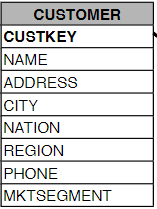 CUSTOMER
CUSTKEY
NAME
ADDRESS
CITY
NATION
REGION
PHONE
MKTSEGMENT